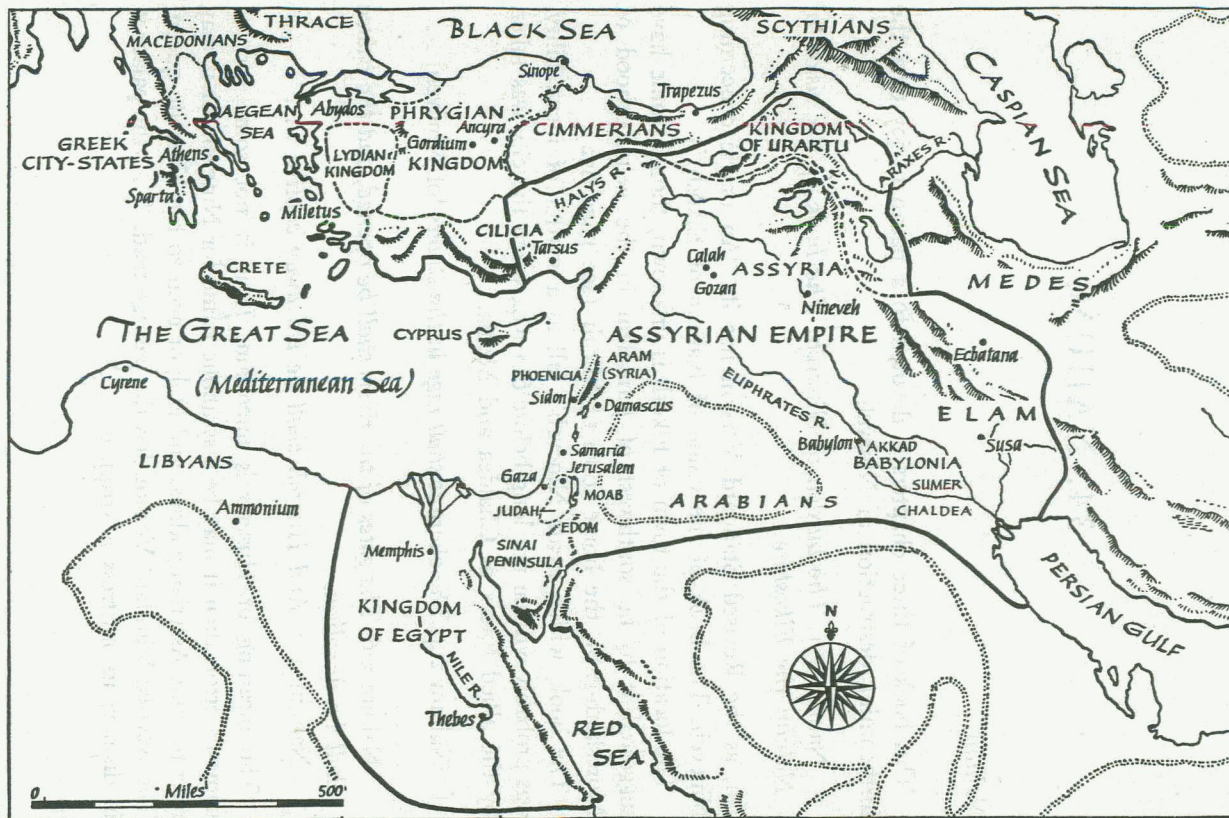 THRACE
BLACK SEA
SCYTHIANS
MACEDONIANS
Sinope
CASPIAN SEA
Trapezus
AEGEAN
SEA
Abydos
PHRYGIAN
KINGDOM
CIMMERIANS
KINGDOM
OF URARTU
GREEK
CITY-STATES
Athens
Ancyra
Gordium
LYDIAN
KINGDOM
ARAXES R.
Sparta
HALYS R.
Miletus
CILICIA
Tarsus
Calah
Gozan
ASSYRIA
MEDES
CRETE
Nineveh
THE GREAT SEA
(Mediterranean Sea)
CYPRUS
ASSYRIAN EMPIRE
Ecbatana
Cyrene
PHOENICIA
ARAM
(SYRIA)
Sidon
Damascus
EUPHRATES R.
ELAM
Babylon
AKKAD
Susa
BABYLONIA
LIBYANS
Samaria
Jerusalem
SUMER
Gaza
MOAB
ARABIANS
CHALDEA
JUDAH
EDOM
Ammonium
Memphis
SINAI
PENINSULA
PERSIAN GULF
KINGDOM
OF EGYPT
N
NILE R.
Thebes
RED
SEA
0 Miles 500